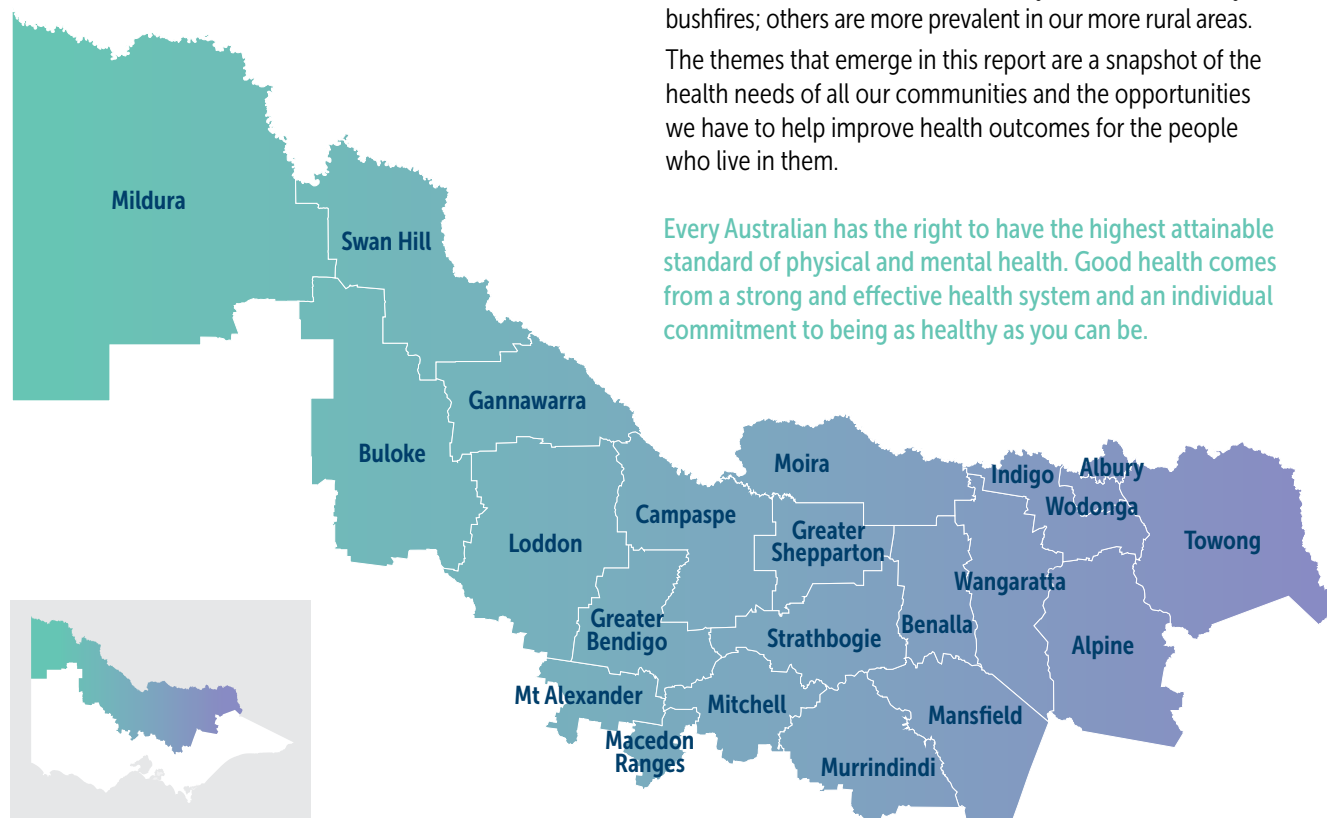 bushfires; others are more prevalent in our more rural areas.
The themes that emerge in this report are a snapshot of the
health needs of all our communities and the opportunities
we have to help improve health outcomes for the people
who live in them.
Every Australian has the right to have the highest attainable
standard of physical and mental health. Good health comes
from a strong and effective health system and an individual
commitment to being as healthy as you can be.
Mildura
Swan Hill
Gannawarra
Buloke
Loddon
Campaspe
Moira
Greater
Shepparton
Indigo
Albury
Wodonga
Towong
Wangaratta
Greater
Bendigo
Strathbogie
Benalla
Alpine
Mt Alexander
Mitchell
Mansfield
Macedon
Ranges
Murrindindi